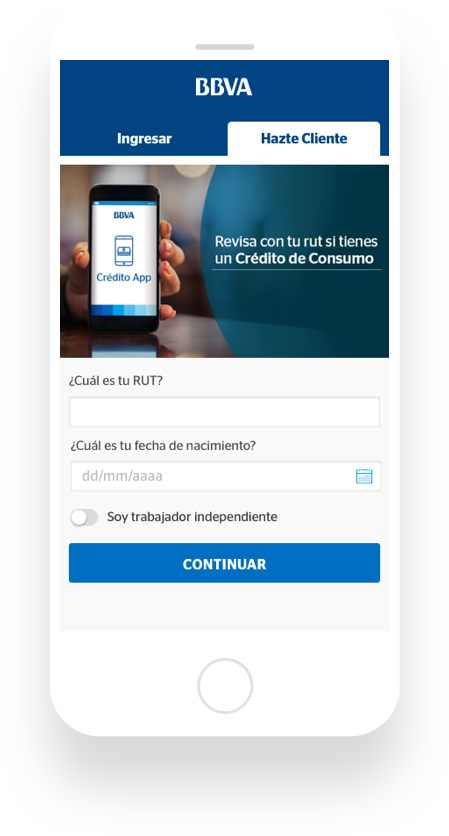 BBVA
Ingresar
Hazte Cliente
BBVA
Crédito App
Revisa con tu rut si tienes
un Crédito de Consumo
¿Cuál es tu RUT?
¿Cuál es tu fecha de nacimiento?
dd/mm/aaaa
Soy trabajador independiente
CONTINUAR